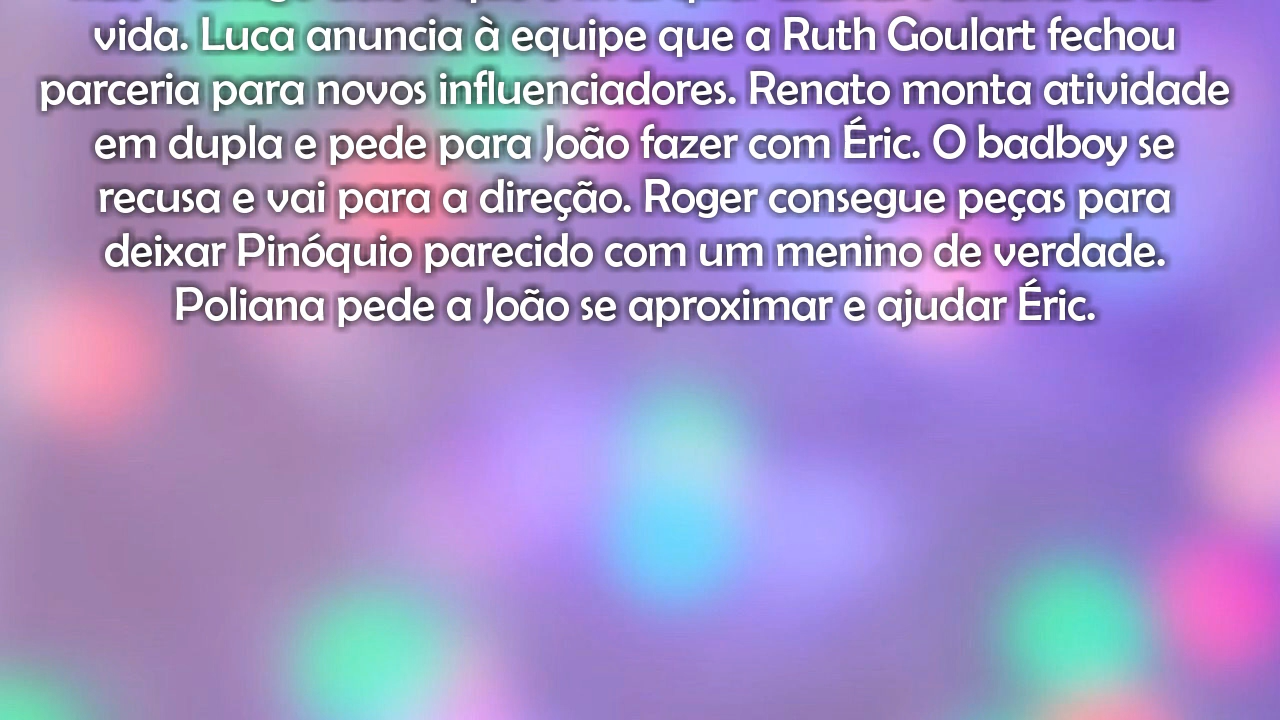 vida. Luca anuncia à equipe que a Ruth Goulart fechou
parceria para novos influenciadores. Renato monta atividade
em dupla e pede para João fazer com Éric. O badboy se
recusa e vai para a direção. Roger consegue peças para
deixar Pinóquio parecido com um menino de verdade.
Poliana pede a João se aproximar e ajudar Éric.